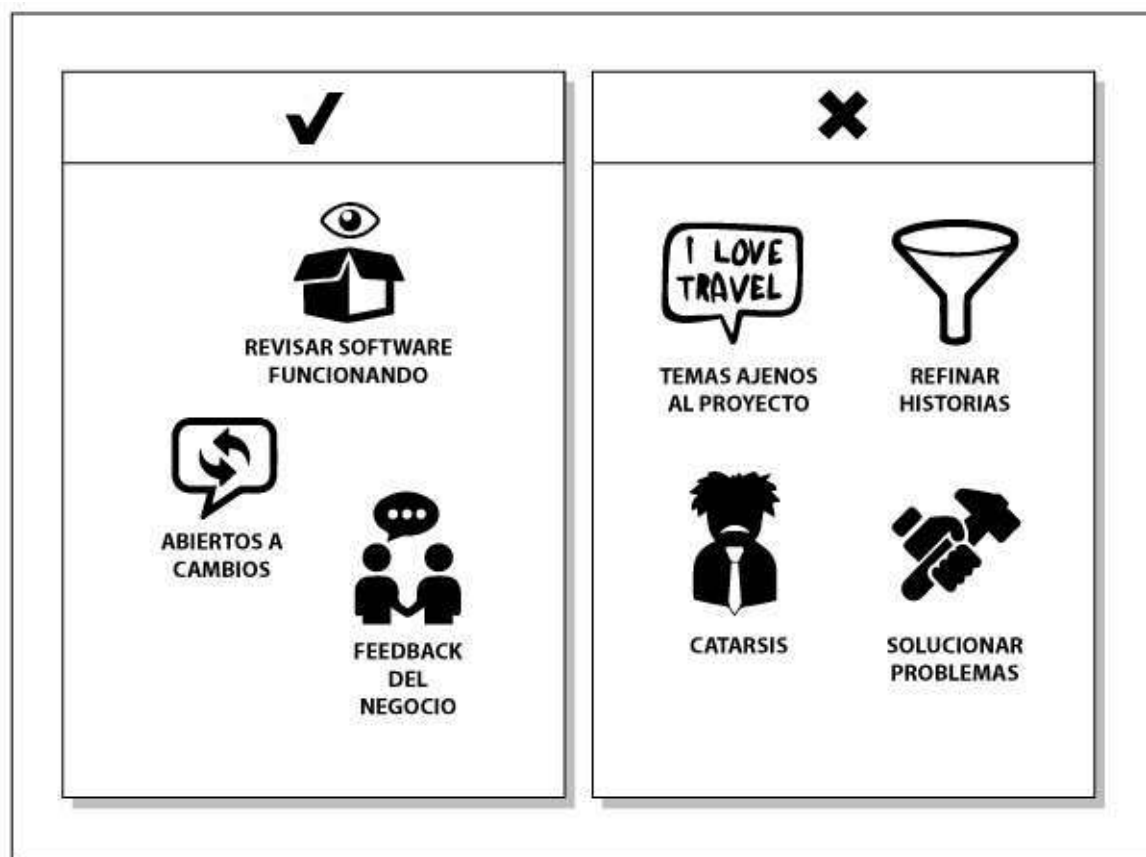 REVISAR SOFTWARE
FUNCIONANDO
ABIERTOS A
CAMBIOS
FEEDBACK
DEL
NEGOCIO
I LOVE
TRAVEL
TEMAS AJENOS
AL PROYECTO
REFINAR
HISTORIAS
CATARSIS
SOLUCIONAR
PROBLEMAS